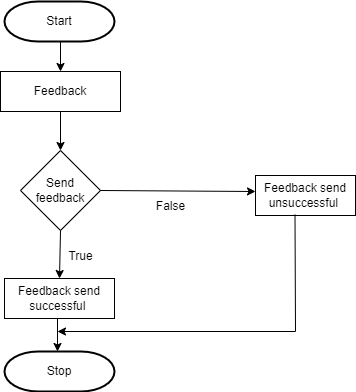 Start
Feedback
Send
feedback
False
Feedback send
unsuccessful
True
Feedback send
successful
Stop